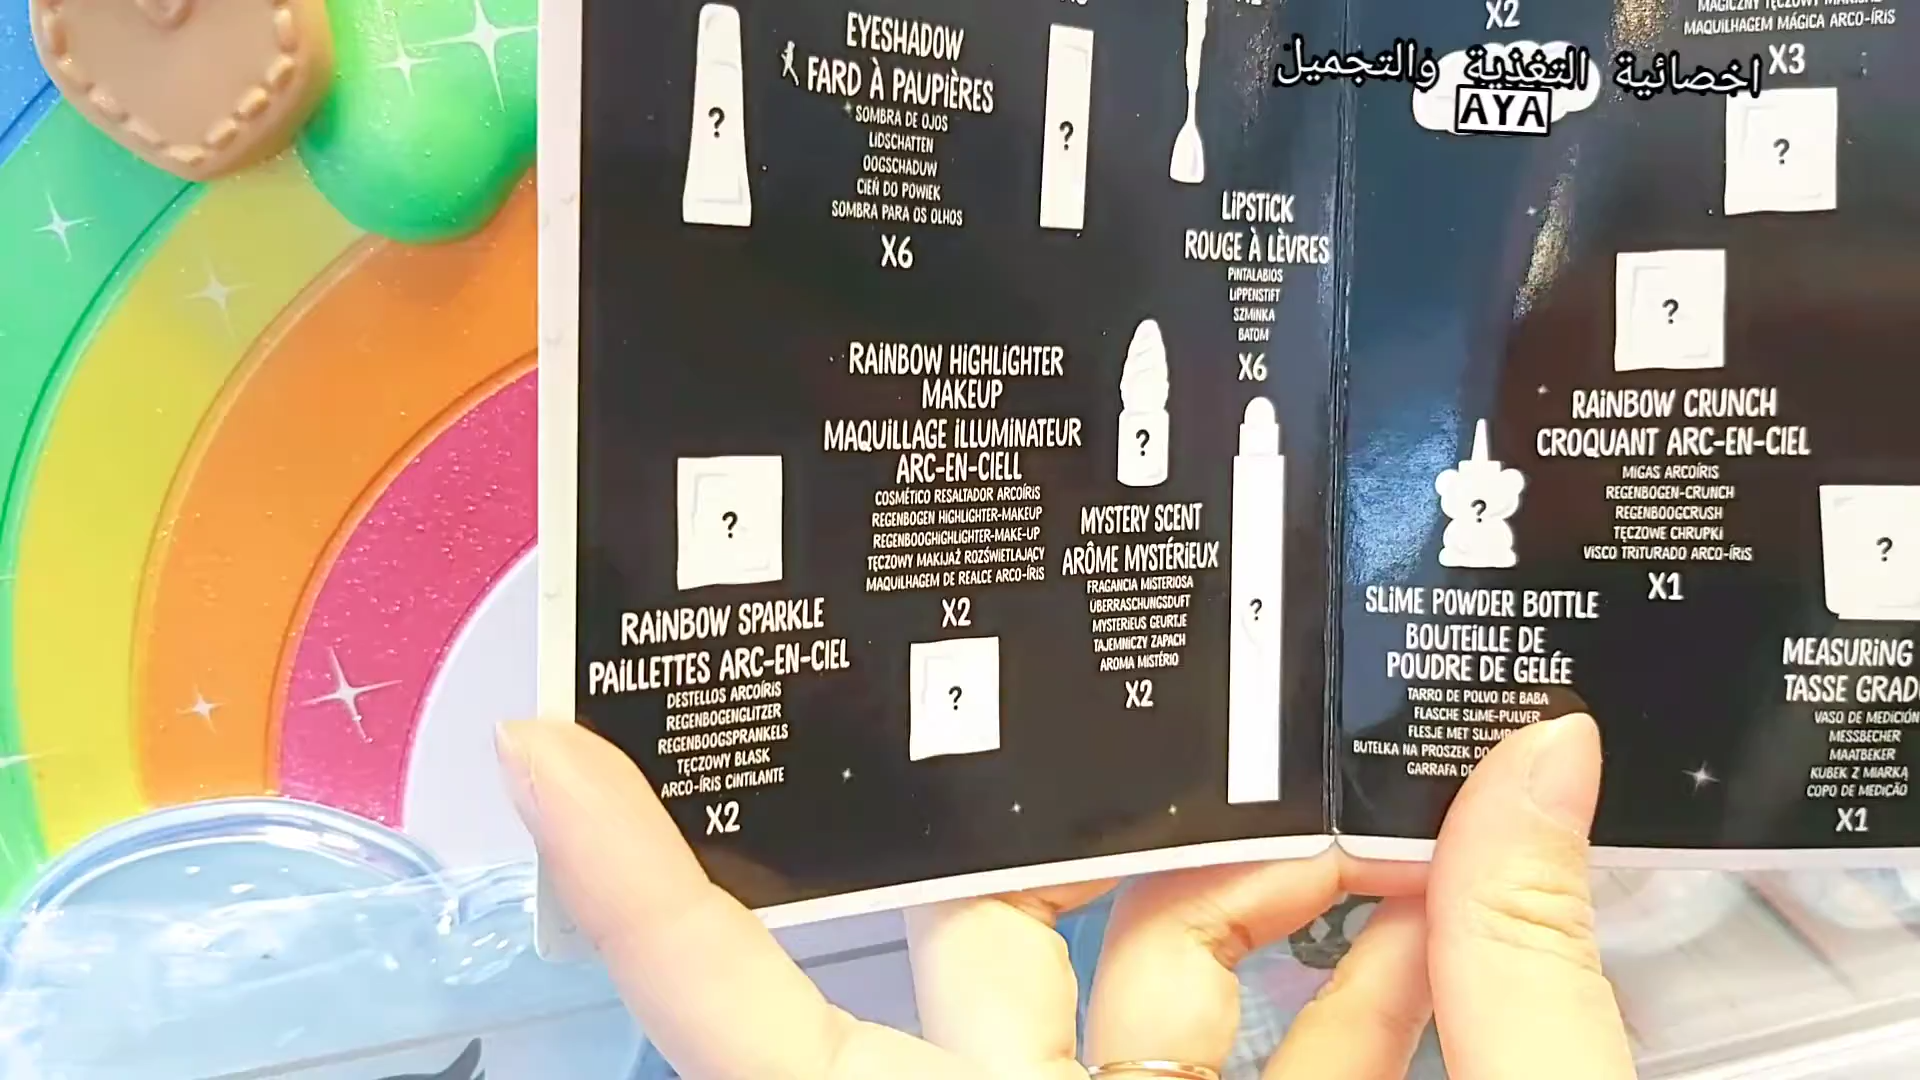 EYESHADOW
FARD À PAUPIÈRES
SOMBRA DE OJOS
LIDSCHATTEN
OOGSCHADUW
CIEŃ DO POWIEK
SOMBRA PARA OS OLHOS
X6
?
?
LIPSTICK
ROUGE À LÈVRES
PINTALABIOS
LIPPENSTIFT
SZMINKA
BATOM
X6
?
RAINBOW HIGHLIGHTER
MAKEUP
MAQUILLAGE ILLUMINATEUR
ARC-EN-CIELL
COSMÉTICO RESALTADOR ARCOÍRIS
REGENBOGEN HIGHLIGHTER-MAKEUP
REGENBOOGHIGHLIGHTER-MAKE-UP
TĘCZOWY MAKIJAŻ ROZŚWIETLAJĄCY
MAQUILHAGEM DE REALCE ARCO-ÍRIS
X2
?
?
MYSTERY SCENT
ARÔME MYSTÉRIEUX
FRAGANCIA MISTERIOSA
ÜBERRASCHUNGSDUFT
MYSTERIEUS GEURTJE
TAJEMNICZY ZAPACH
AROMA MISTÉRIO
X2
?
RAINBOW SPARKLE
PAILLETTES ARC-EN-CIEL
DESTELLOS ARCOÍRIS
REGENBOGENGLITZER
REGENBOOGSPRANKELS
TĘCZOWY BLASK
ARCO-ÍRIS CINTILANTE
X2
X2
MAQUILHAGEM MÁGICA ARCO-ÍRIS
X3
اخصائية التغذية والتجميل
AYA
?
?
RAINBOW CRUNCH
CROQUANT ARC-EN-CIEL
MIGAS ARCOÍRIS
REGENBOGEN-CRUNCH
REGENBOOGCRUSH
TĘCZOWE CHRUPKI
VISCO TRITURADO ARCO-ÍRIS
X1
?
SLIME POWDER BOTTLE
BOUTEILLE DE
POUDRE DE GELÉE
TARRO DE POLVO DE BABA
FLASCHE SLIME-PULVER
FLESJE MET
BUTELKA NA PROSZEK
GARRAFA
?
MEASURING
TASSE
VASO DE MEDICIÓN
MESSBECHER
MAATBEKER
KUBEK Z MIARKĄ
COPO DE MEDIÇÃO
X1